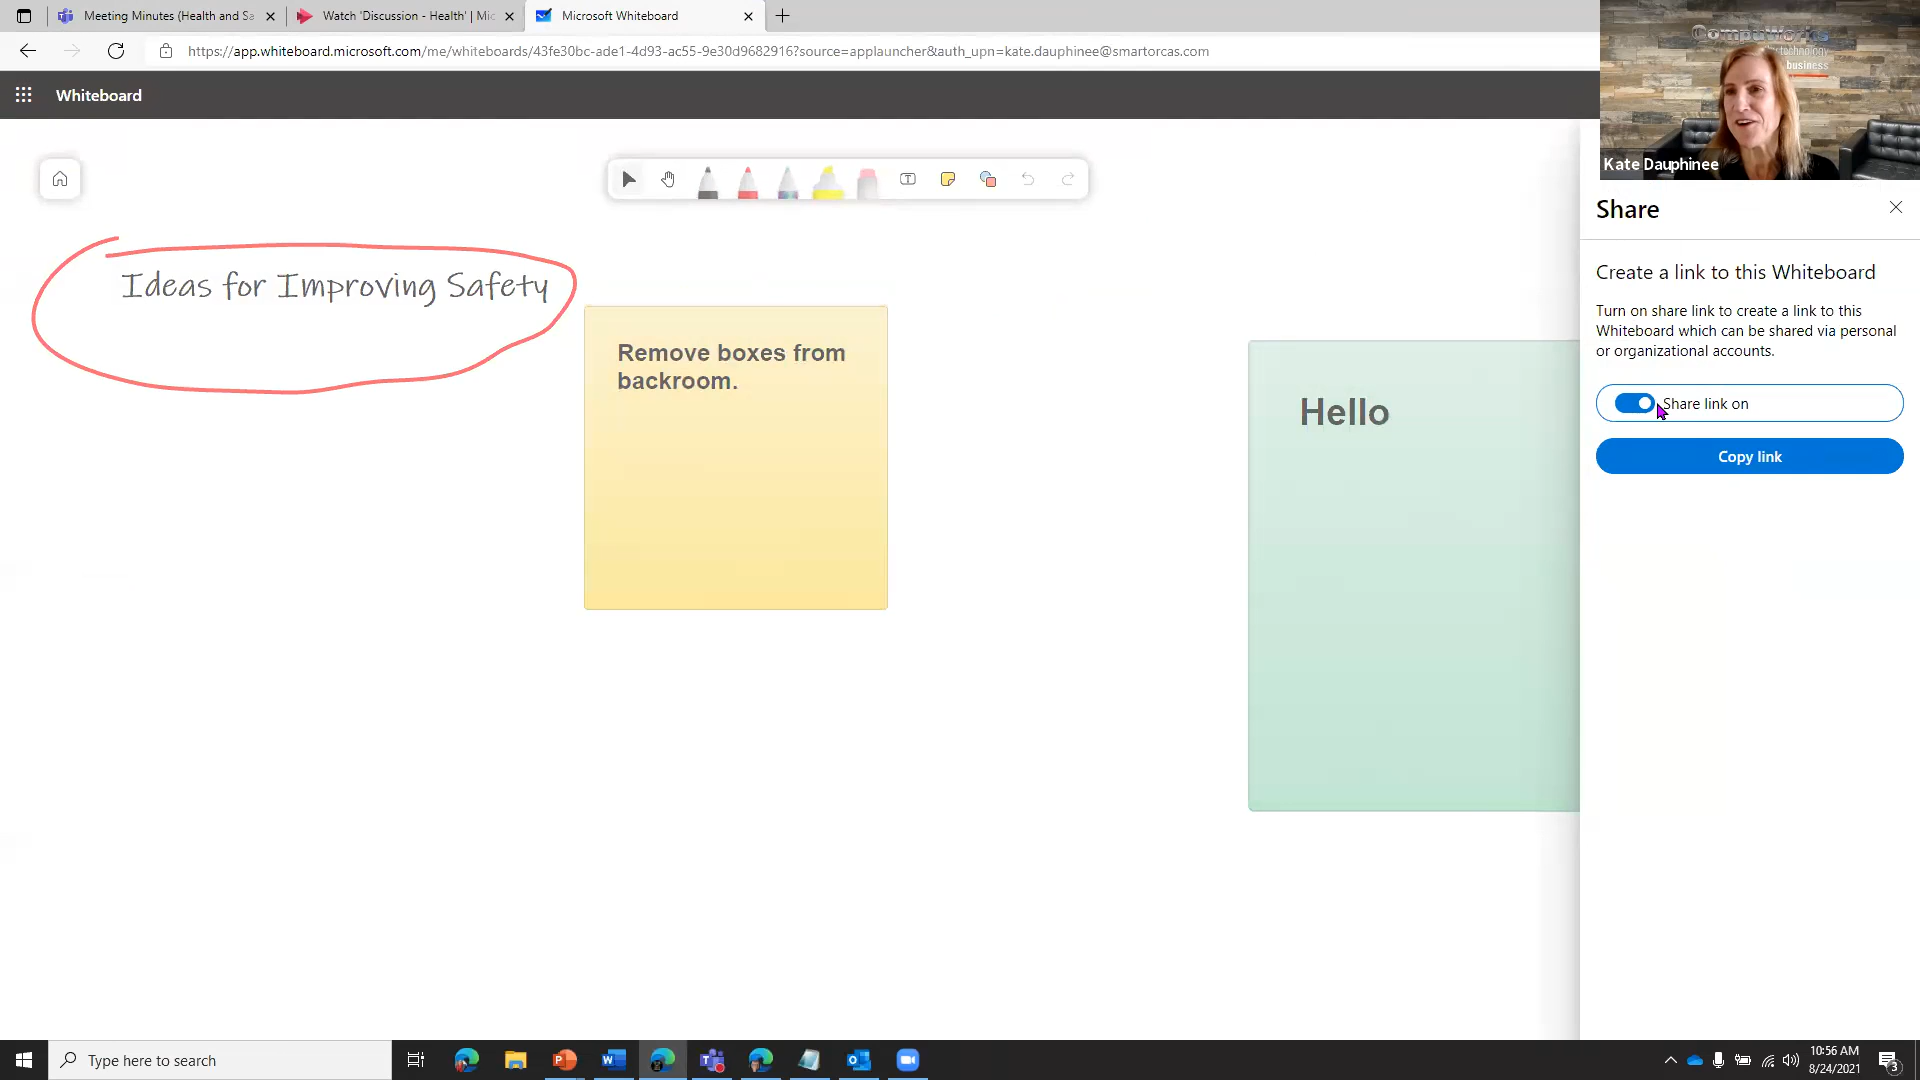 Meeting Minutes (Health and Sa
Watch 'Discussion - Health' | Mic
Microsoft Whiteboard
https://app.whiteboard.microsoft.com/me/whiteboards/43fe30bc-ade1-4d93-ac55-9e30d9682916?source=applauncher&auth_upn=kate.dauphinee@smartorcas.com
CompuWorks
technology
business
Whiteboard
Kate Dauphinee
Share
Create a link to this Whiteboard
Ideas for Improving Safety
Turn on share link to create a link to this
Whiteboard which can be shared via personal
or organizational accounts.
Remove boxes from
backroom.
Share link on
Hello
Copy link
Type here to search
10:56 AM
8/24/2021
3